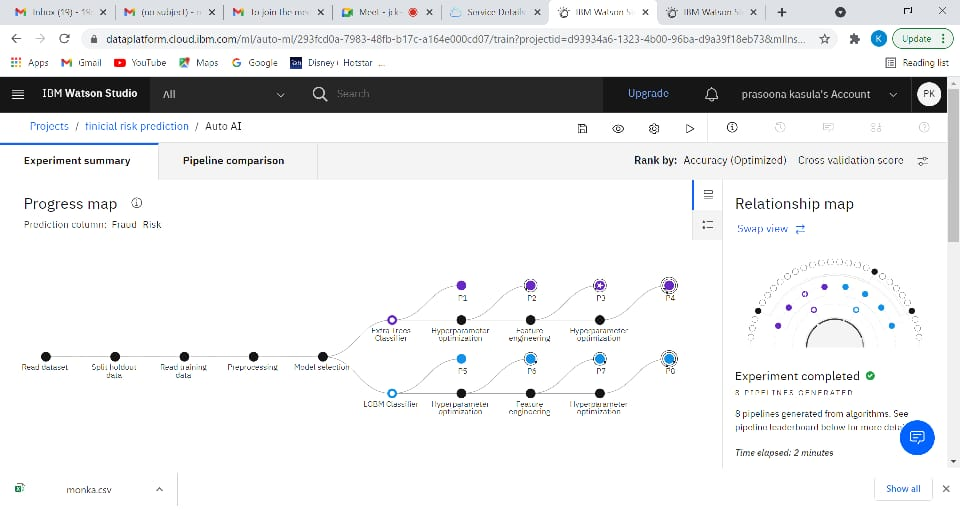 Inbox (19) - 19
(no subject) - n
To join the me
Meet - jrk-
Service Details
IBM Watson St
IBM Watson S
dataplatform.cloud.ibm.com/ml/auto-ml/293fcd0a-7983-48fb-b17c-a164e000cd07/train?projectid=d93934a6-1323-4b00-96ba-d9a39f18eb73&mlIns...
K
Update
Apps
Gmail
YouTube
Maps
Google
Disney+ Hotstar ...
Reading list
IBM Watson Studio
All
Search
Upgrade
prasoona kasula's Account
PK
Projects / finicial risk prediction / Auto AI
Experiment summary
Pipeline comparison
Rank by: Accuracy (Optimized) Cross validation score
Progress map
Prediction column: Fraud Risk
P1
P2
P3
P4
Extra Trees Classifier
Hyperparameter optimization
Feature engineering
Hyperparameter optimization
Read dataset
Split holdout data
Read training data
Preprocessing
Model selection
P5
P6
P7
P8
LGBM Classifier
Hyperparameter optimization
Feature engineering
Hyperparameter optimization
Relationship map
Swap view
Experiment completed
8 PIPELINES GENERATED
8 pipelines generated from algorithms. See
pipeline leaderboard below for more detai
Time elapsed: 2 minutes
monka.csv
Show all